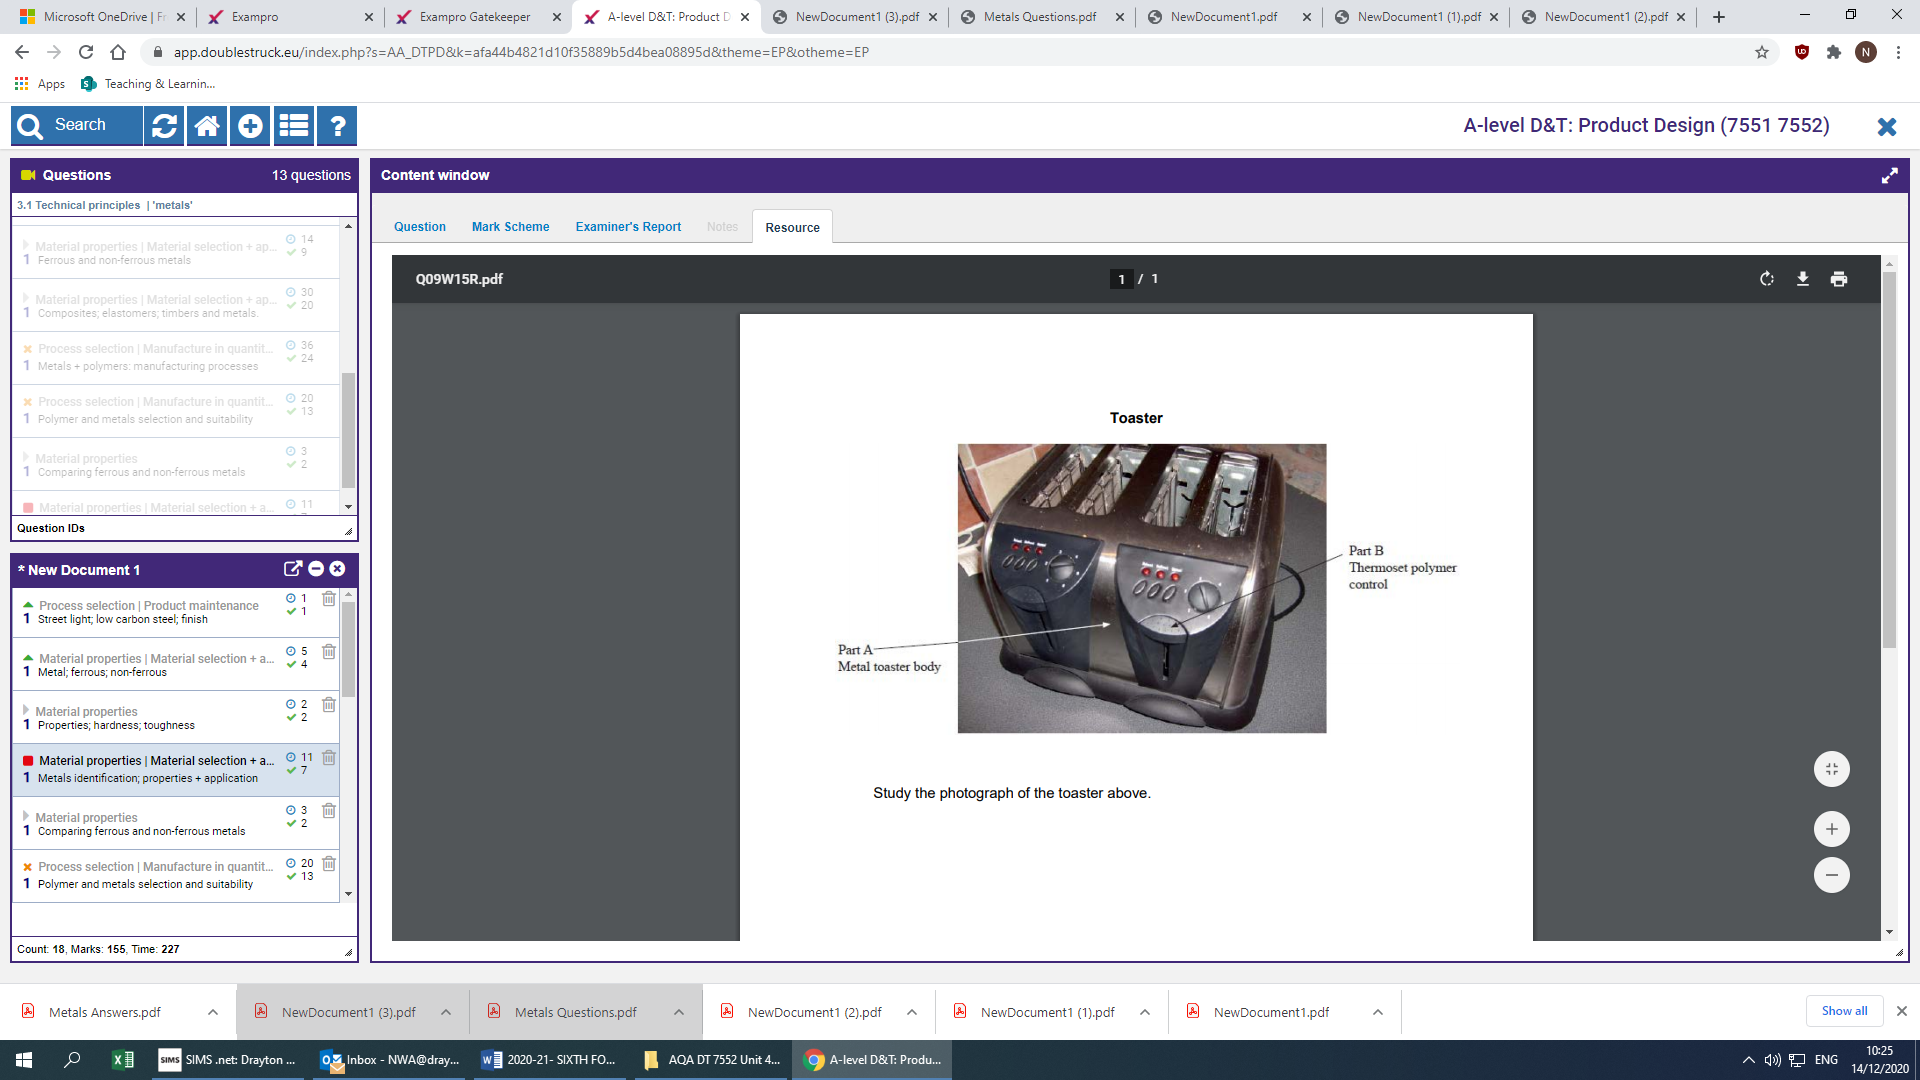 Microsoft OneDrive | Fr
Exampro
Exampro Gatekeeper
A-level D&T: Product D
NewDocument1 (3).pdf
Metals Questions.pdf
NewDocument1.pdf
NewDocument1 (1).pdf
NewDocument1 (2).pdf
app.doublestruck.eu/index.php?s=AA_DTPD&k=afa44b4821d10f35889b5d4bea08895d&theme=EP&otheme=EP
N
Apps
Teaching & Learnin...
Search
?
A-level D&T: Product Design (7551 7552)
Questions 13 questions
3.1 Technical principles | 'metals'
Material properties | Material selection + ap... 14
1 Ferrous and non-ferrous metals 9
Material properties | Material selection + ap... 30
1 Composites; elastomers; timbers and metals. 20
Process selection | Manufacture in quantit... 36
1 Metals + polymers: manufacturing processes 24
Process selection | Manufacture in quantit... 20
1 Polymer and metals selection and suitability 13
Material properties 3
1 Comparing ferrous and non-ferrous metals 2
Material properties | Material selection + a... 11
Question IDs
* New Document 1
Process selection | Product maintenance 1
1 Street light; low carbon steel; finish 1
Material properties | Material selection + a... 5
1 Metal; ferrous; non-ferrous 4
Material properties 2
1 Properties; hardness; toughness 2
Material properties | Material selection + a... 11
1 Metals identification; properties + application 7
Material properties 3
1 Comparing ferrous and non-ferrous metals 2
Process selection | Manufacture in quantit... 20
1 Polymer and metals selection and suitability 13
Count: 18, Marks: 155, Time: 227
Content window
Question Mark Scheme Examiner's Report Notes Resource
Q09W15R.pdf
1 / 1
Toaster
Part B
Thermoset polymer
control
Part A
Metal toaster body
Study the photograph of the toaster above.
Metals Answers.pdf
NewDocument1 (3).pdf
Metals Questions.pdf
NewDocument1 (2).pdf
NewDocument1 (1).pdf
NewDocument1.pdf
Show all
SIMS SIMS .net: Drayton ...
Inbox - NWA@dray...
2020-21- SIXTH FO...
AQA DT 7552 Unit 4...
A-level D&T: Produ...
ENG
10:25
14/12/2020